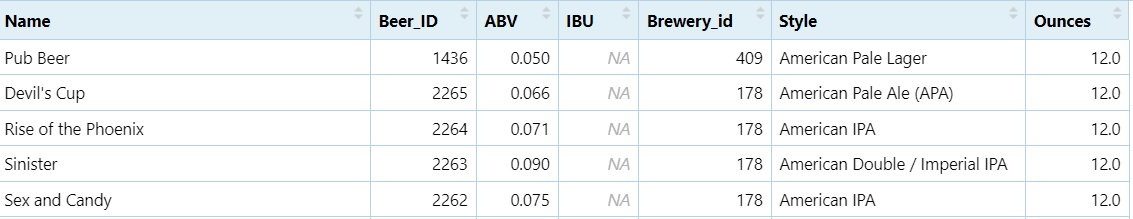 Name Beer_ID ABV IBU Brewery_id Style Ounces
Pub Beer 1436 0.050 NA 409 American Pale Lager 12.0
Devil's Cup 2265 0.066 NA 178 American Pale Ale (APA) 12.0
Rise of the Phoenix 2264 0.071 NA 178 American IPA 12.0
Sinister 2263 0.090 NA 178 American Double / Imperial IPA 12.0
Sex and Candy 2262 0.075 NA 178 American IPA 12.0